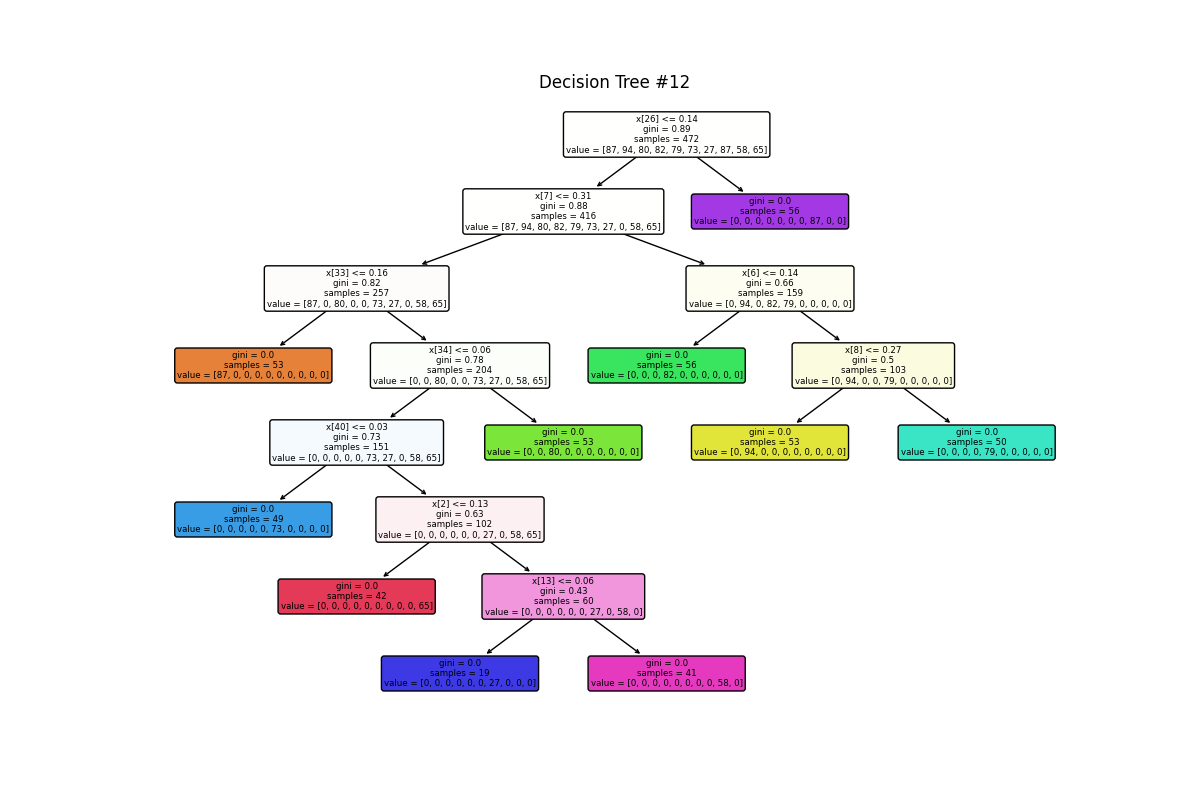 Decision Tree #12
x[26] <= 0.14
gini = 0.89
samples = 472
value = [87, 94, 80, 82, 79, 73, 27, 87, 58, 65]
x[7] <= 0.31
gini = 0.88
samples = 416
value = [87, 94, 80, 82, 79, 73, 27, 0, 58, 65]
gini = 0.0
samples = 56
value = [0, 0, 0, 0, 0, 0, 0, 87, 0, 0]
x[33] <= 0.16
gini = 0.82
samples = 257
value = [87, 0, 80, 0, 0, 73, 27, 0, 58, 65]
x[6] <= 0.14
gini = 0.66
samples = 159
value = [0, 94, 0, 82, 79, 0, 0, 0, 0, 0]
gini = 0.0
samples = 53
value = [87, 0, 0, 0, 0, 0, 0, 0, 0, 0]
x[34] <= 0.06
gini = 0.78
samples = 204
value = [0, 0, 80, 0, 0, 73, 27, 0, 58, 65]
gini = 0.0
samples = 56
value = [0, 0, 0, 82, 0, 0, 0, 0, 0, 0]
x[8] <= 0.27
gini = 0.5
samples = 103
value = [0, 94, 0, 0, 79, 0, 0, 0, 0, 0]
x[40] <= 0.03
gini = 0.73
samples = 151
value = [0, 0, 0, 0, 0, 73, 27, 0, 58, 65]
gini = 0.0
samples = 53
value = [0, 0, 80, 0, 0, 0, 0, 0, 0, 0]
gini = 0.0
samples = 53
value = [0, 94, 0, 0, 0, 0, 0, 0, 0, 0]
gini = 0.0
samples = 50
value = [0, 0, 0, 0, 79, 0, 0, 0, 0, 0]
gini = 0.0
samples = 49
value = [0, 0, 0, 0, 0, 73, 0, 0, 0, 0]
x[2] <= 0.13
gini = 0.63
samples = 102
value = [0, 0, 0, 0, 0, 0, 27, 0, 58, 65]
gini = 0.0
samples = 42
value = [0, 0, 0, 0, 0, 0, 0, 0, 0, 65]
x[13] <= 0.06
gini = 0.43
samples = 60
value = [0, 0, 0, 0, 0, 0, 27, 0, 58, 0]
gini = 0.0
samples = 19
value = [0, 0, 0, 0, 0, 0, 27, 0, 0, 0]
gini = 0.0
samples = 41
value = [0, 0, 0, 0, 0, 0, 0, 0, 58, 0]